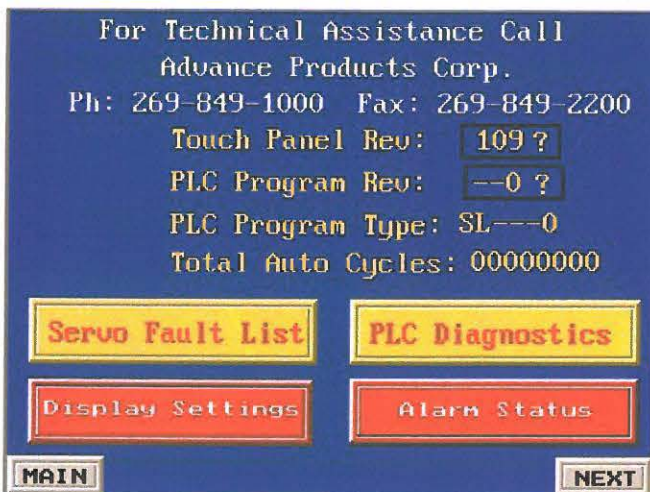 For Technical Assistance Call
Advance Products Corp.
Ph: 269-849-1000 Fax: 269-849-2200
Touch Panel Rev: 109 ?
PLC Program Rev: --0 ?
PLC Program Type: SL---0
Total Auto Cycles: 00000000
Servo Fault List PLC Diagnostics
Display Settings Alarm Status
MAIN NEXT